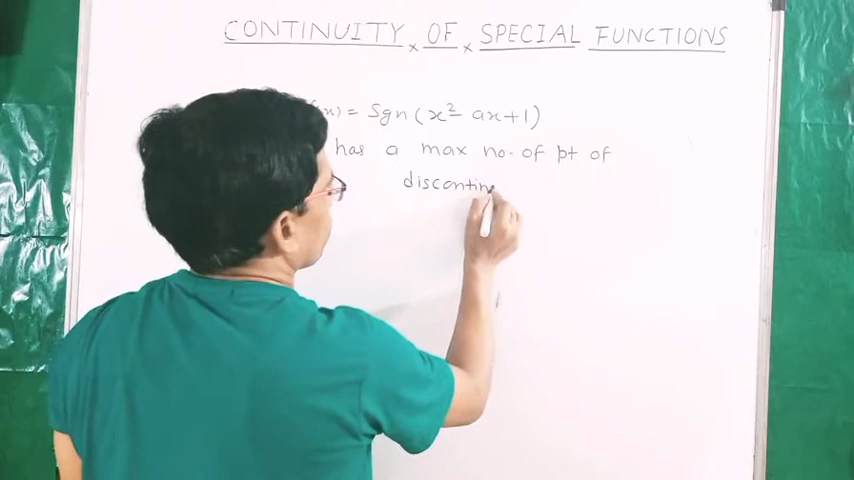 CONTINUITY OF SPECIAL FUNCTIONS
x) = Sgn (x² - ax + 1)
has a max no. of pt of
discontin